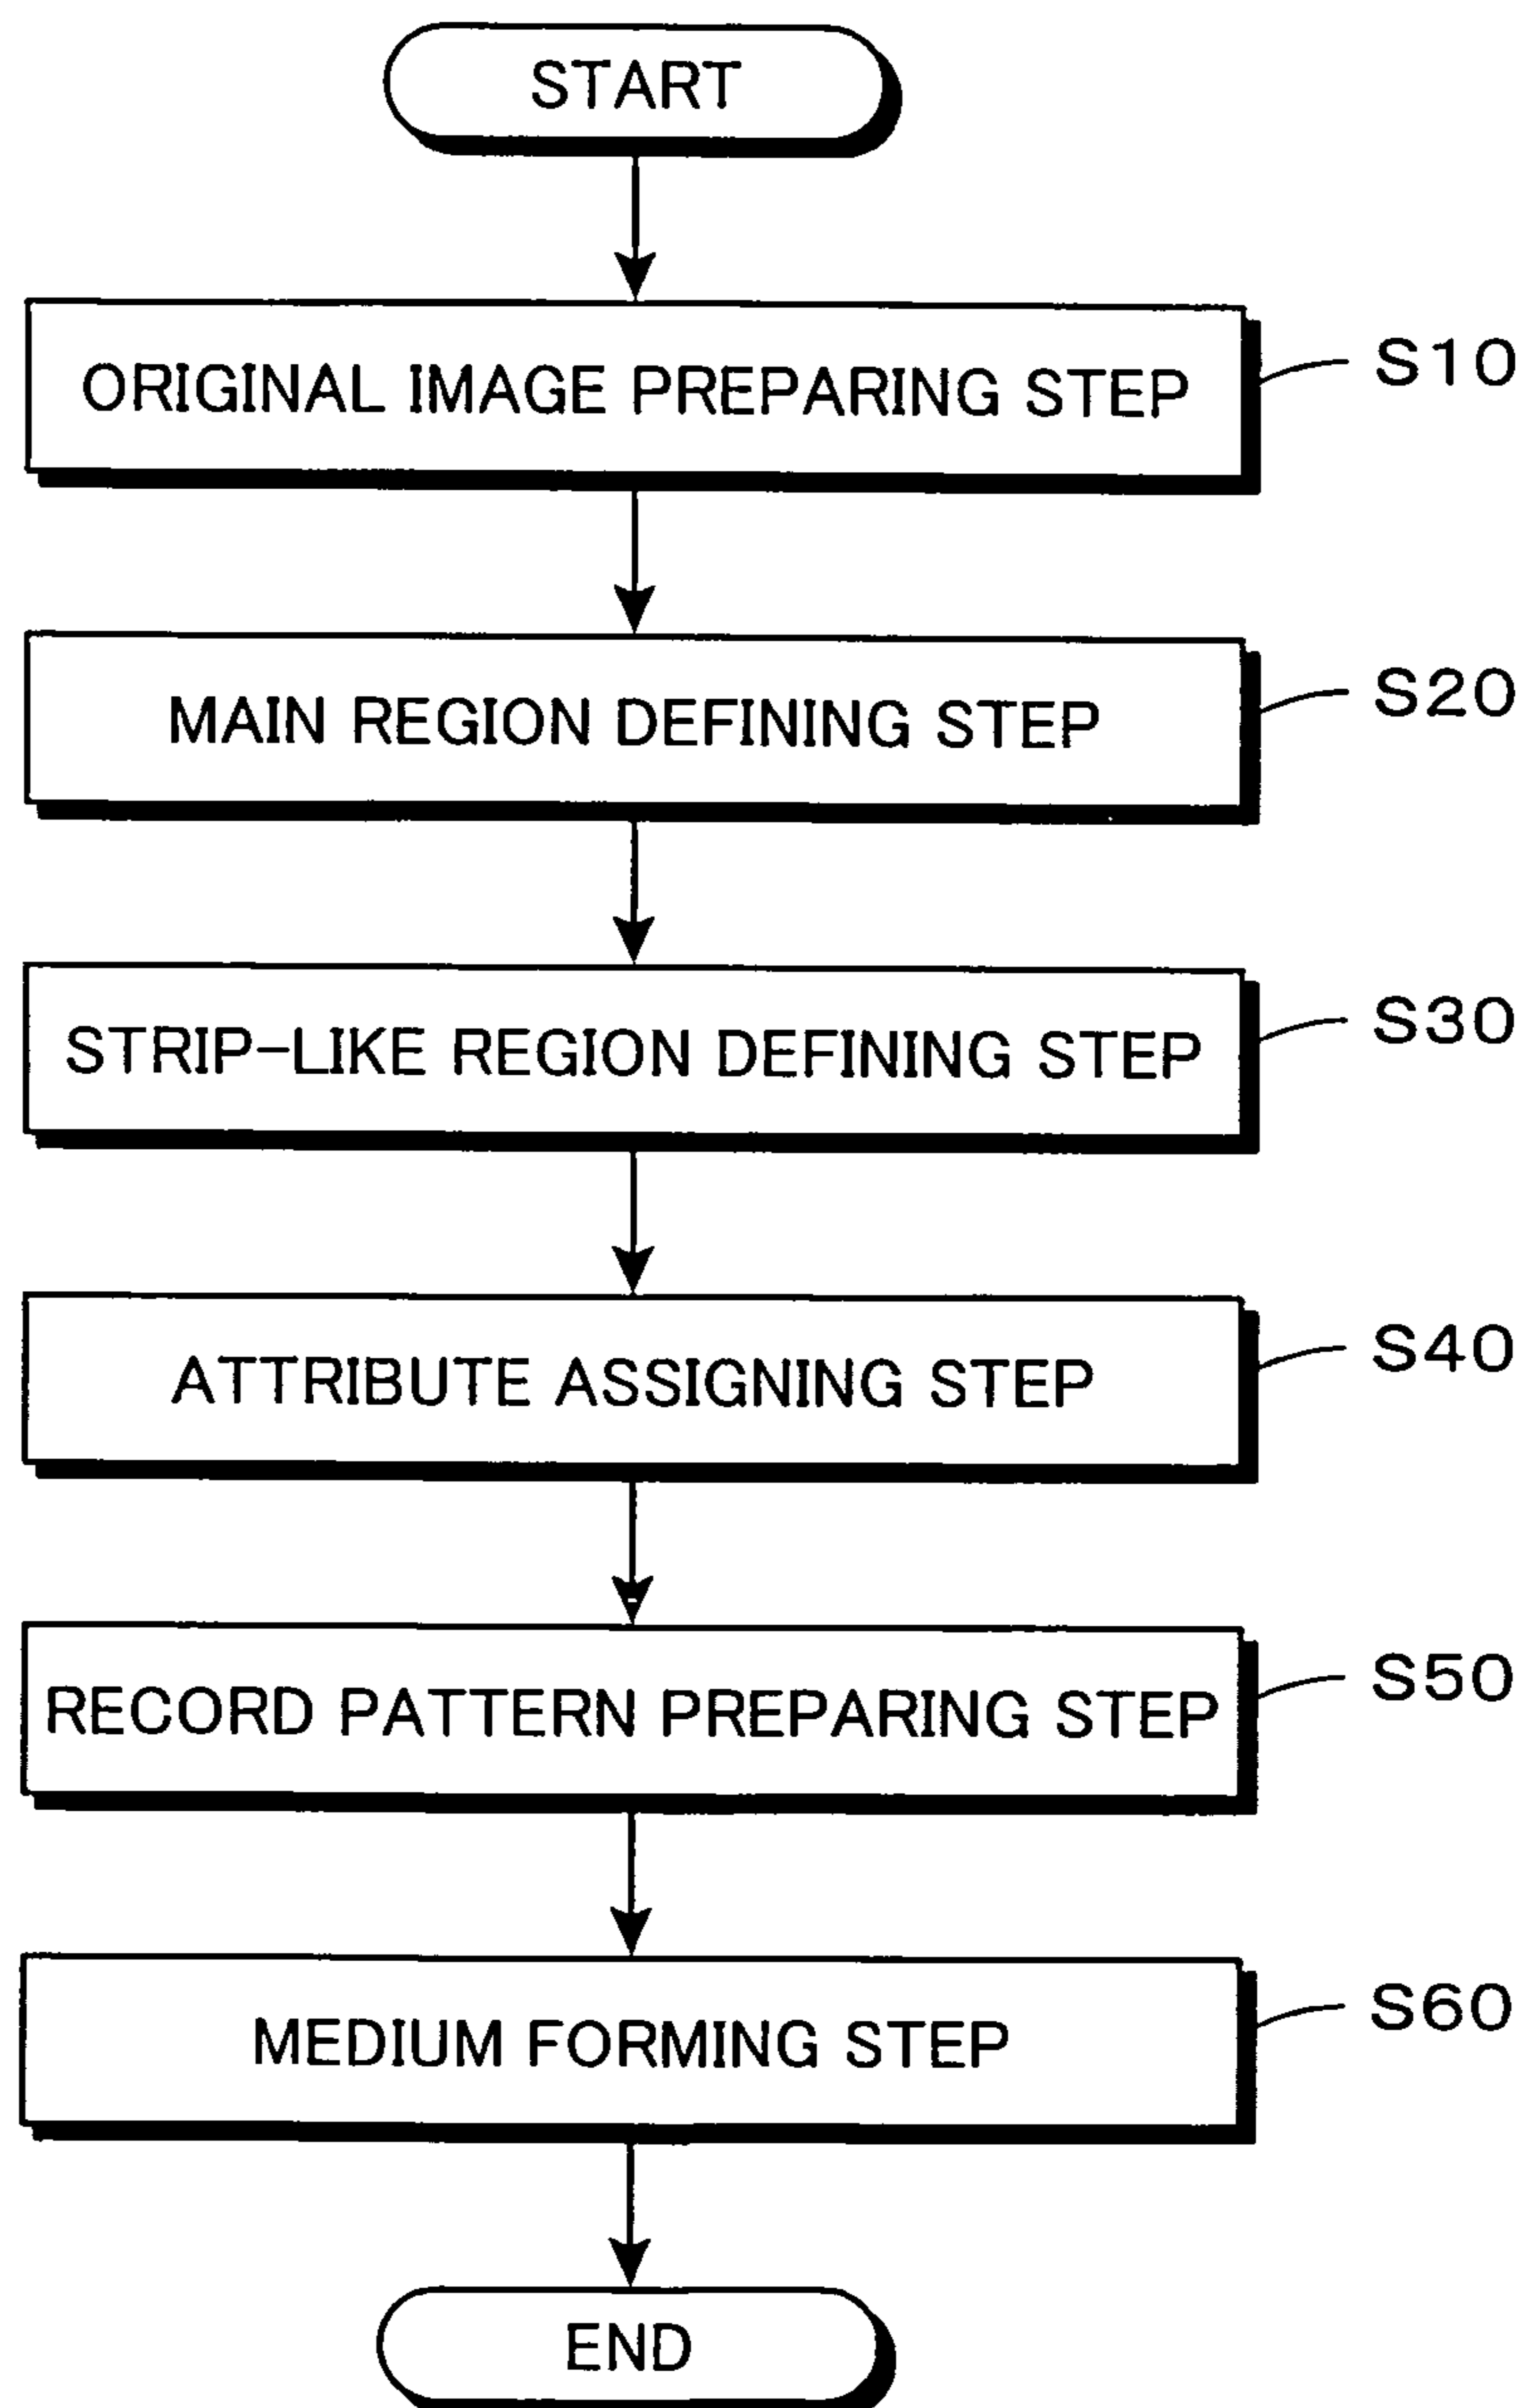 START
ORIGINAL IMAGE PREPARING STEP
S10
MAIN REGION DEFINING STEP
S20
STRIP-LIKE REGION DEFINING STEP
S30
ATTRIBUTE ASSIGNING STEP
S40
RECORD PATTERN PREPARING STEP
S50
MEDIUM FORMING STEP
S60
END